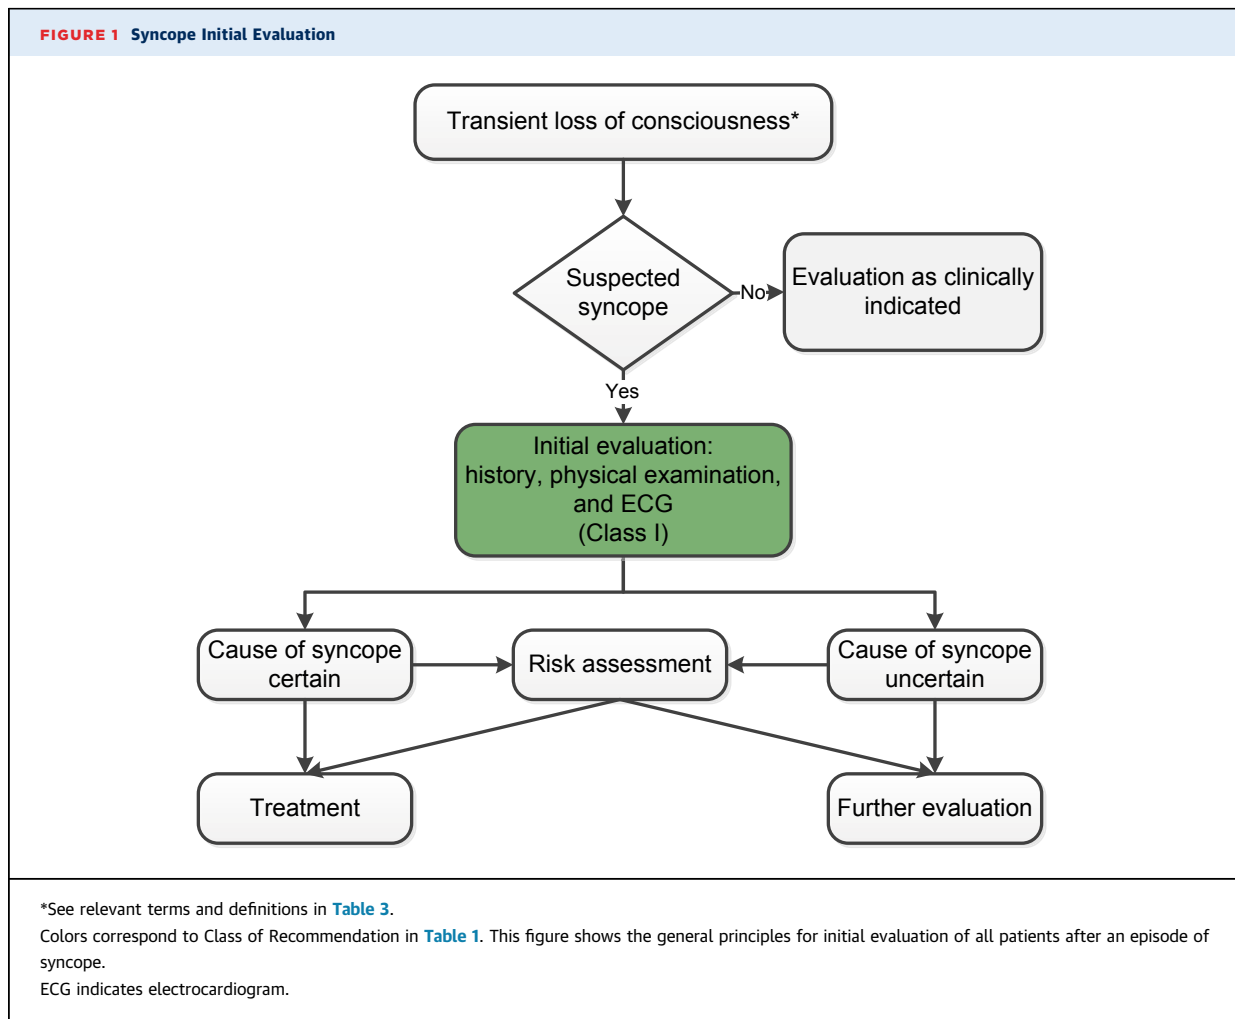 FIGURE 1 Syncope Initial Evaluation
Transient loss of consciousness*
Suspected
syncope
No
Evaluation as clinically
indicated
Yes
Initial evaluation:
history, physical examination,
and ECG
(Class I)
Cause of syncope
certain
Risk assessment
Cause of syncope
uncertain
Treatment
Further evaluation
*See relevant terms and definitions in Table 3.
Colors correspond to Class of Recommendation in Table 1. This figure shows the general principles for initial evaluation of all patients after an episode of
syncope.
ECG indicates electrocardiogram.